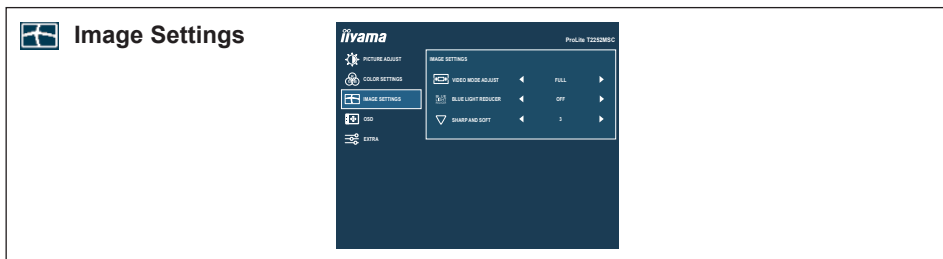 Image Settings
iiyama
ProLite T2252MSC
PICTURE ADJUST
COLOR SETTINGS
IMAGE SETTINGS
OSD
EXTRA
IMAGE SETTINGS
VIDEO MODE ADJUST FULL
BLUE LIGHT REDUCER OFF
SHARP AND SOFT 3